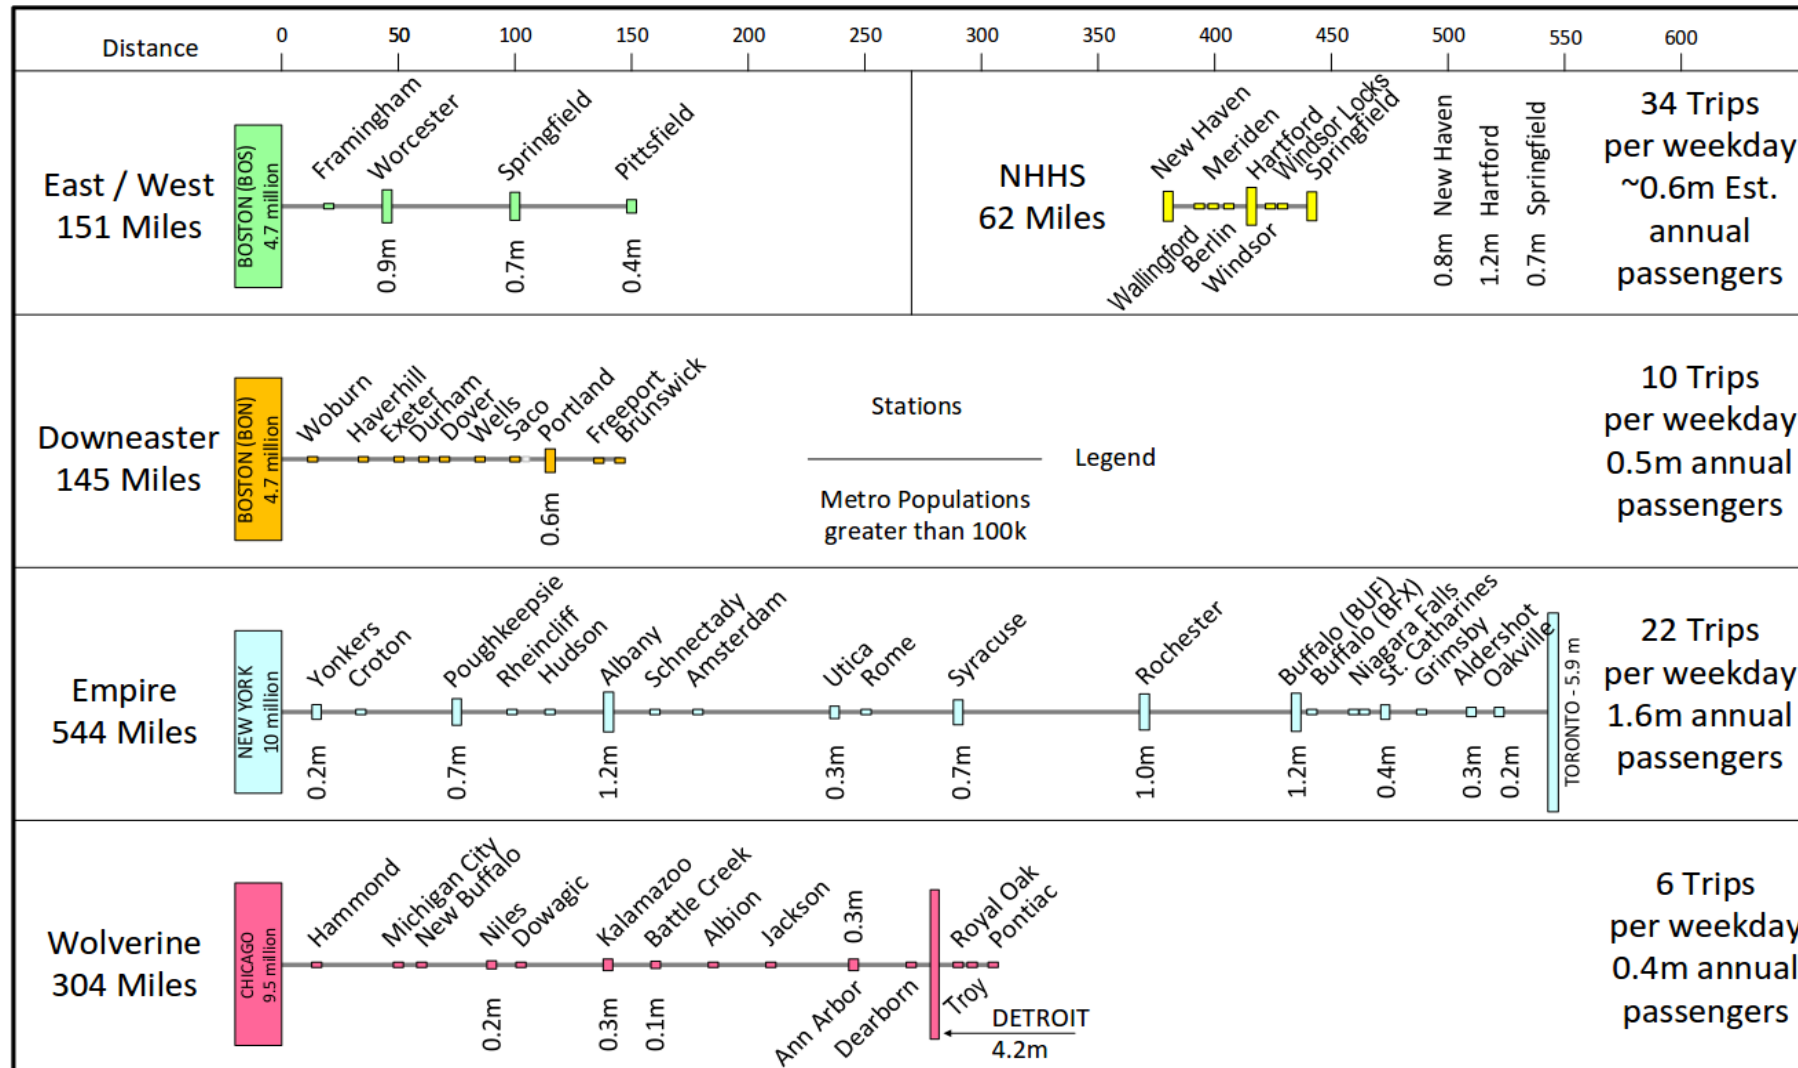 Distance
0 50 100 150 200 250 300 350 400 450 500 550 600
East / West
151 Miles
BOSTON (BOS)
4.7 million
Framingham
Worcester
Springfield
Pittsfield
0.9m
0.7m
0.4m
NHHS
62 Miles
New Haven
Meriden
Hartford
Windsor Locks
Springfield
Wallingford
Berlin
Windsor
0.8m New Haven
1.2m Hartford
0.7m Springfield
34 Trips
per weekday
~0.6m Est.
annual
passengers
Downeaster
145 Miles
BOSTON (BON)
4.7 million
Woburn
Haverhill
Exeter
Durham
Dover
Wells
Saco
Portland
Freeport
Brunswick
0.6m
Stations
Legend
Metro Populations
greater than 100k
10 Trips
per weekday
0.5m annual
passengers
Empire
544 Miles
NEW YORK
10 million
Yonkers
Croton
Poughkeepsie
Rheincliff
Hudson
Albany
Schnectady
Amsterdam
Utica
Rome
Syracuse
Rochester
Buffalo (BUF)
Buffalo (BFX)
Niagara Falls
St. Catharines
Grimsby
Aldershot
Oakville
0.2m
0.7m
1.2m
0.3m
0.7m
1.0m
1.2m
0.4m
0.3m
0.2m
TORONTO - 5.9 m
22 Trips
per weekday
1.6m annual
passengers
Wolverine
304 Miles
CHICAGO
9.5 million
Hammond
Michigan City
New Buffalo
Niles
Dowagic
Kalamazoo
Battle Creek
Albion
Jackson
0.3m
Royal Oak
Pontiac
0.2m
0.3m
0.1m
Ann Arbor
Dearborn
Troy
DETROIT
4.2m
6 Trips
per weekday
0.4m annual
passengers